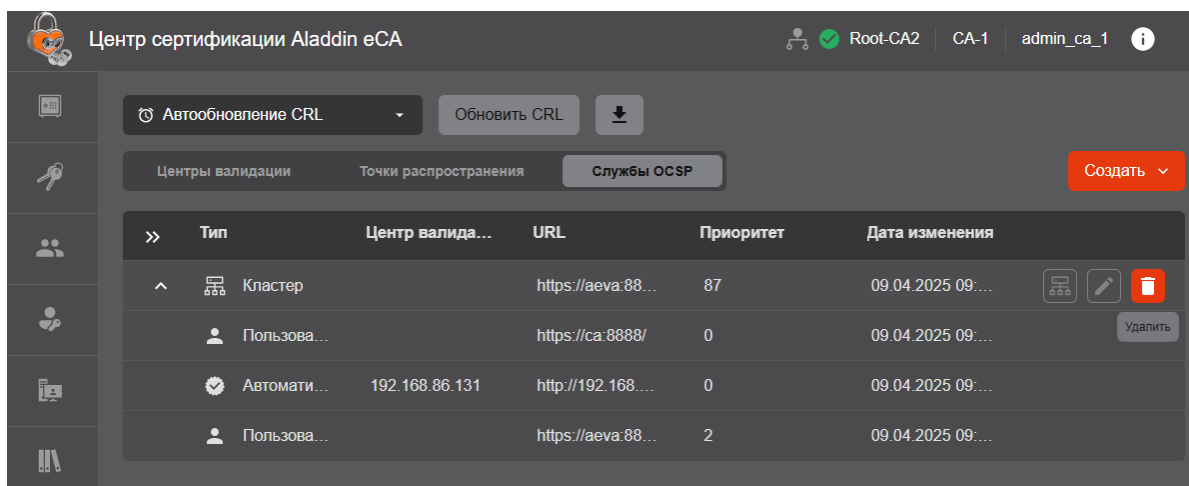 Центр сертификации Aladdin eCA Root-CA2 CA-1 admin_ca_1
Автообновление CRL Обновить CRL
Центры валидации Точки распространения Службы OCSP Создать
Тип Центр валида... URL Приоритет Дата изменения
Кластер https://aeva:88... 87 09.04.2025 09:...
Удалить
Пользова... https://ca:8888/ 0 09.04.2025 09:...
Автомати... 192.168.86.131 http://192.168.... 0 09.04.2025 09:...
Пользова... https://aeva:88... 2 09.04.2025 09:...